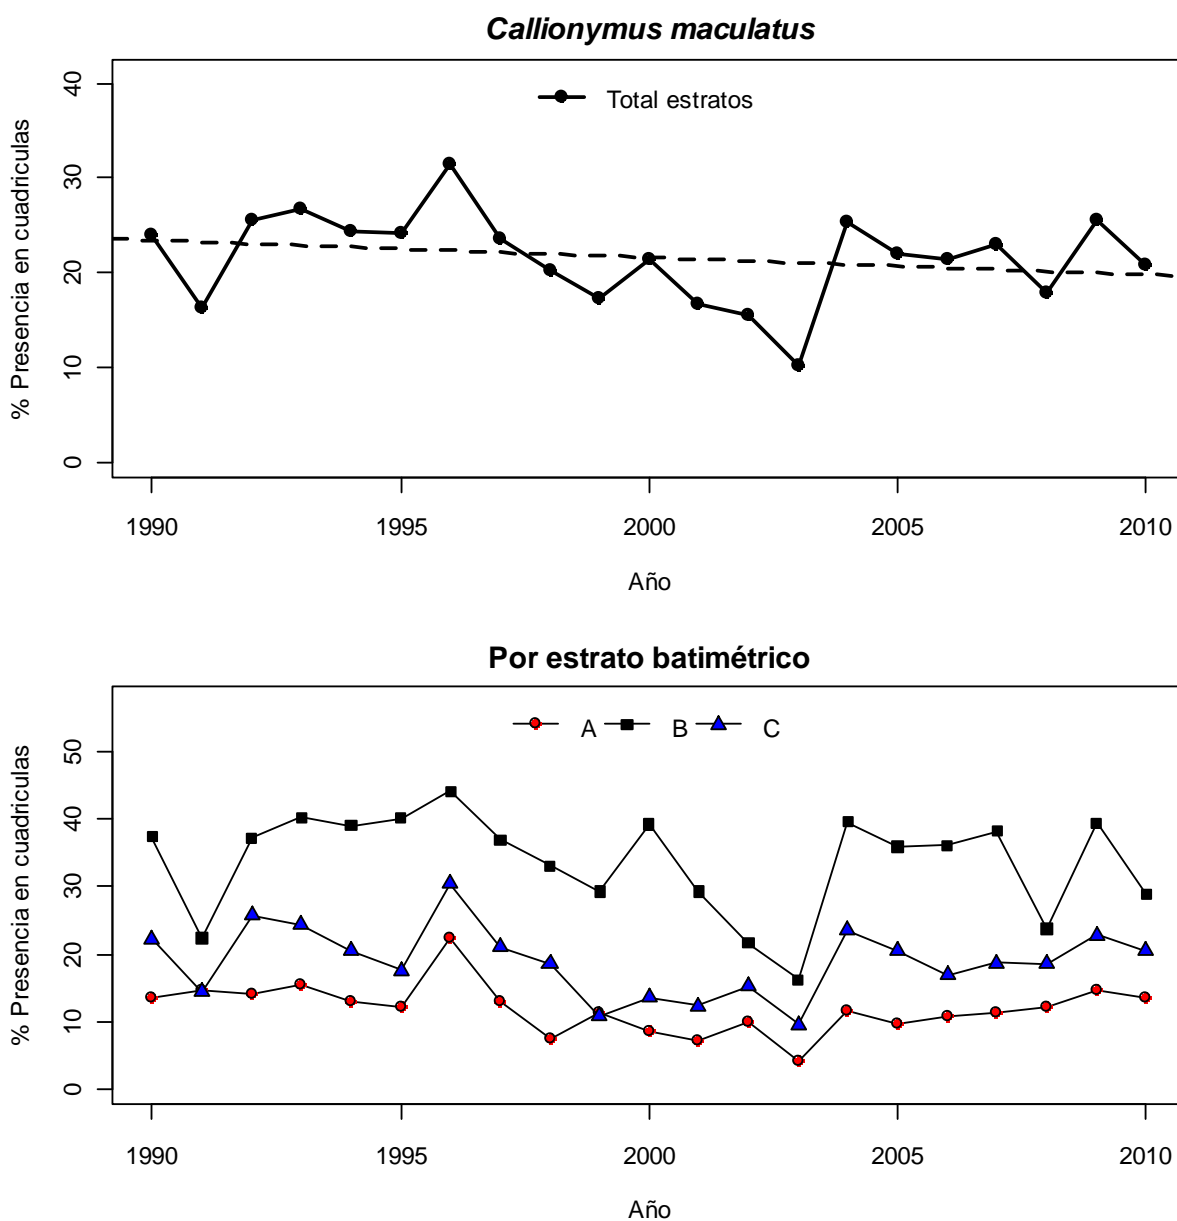 Callionymus maculatus
Total estratos
% Presencia en cuadriculas
40
30
20
10
0
1990 1995 2000 2005 2010
Año
Por estrato batimétrico
A B C
% Presencia en cuadriculas
50
40
30
20
10
0
1990 1995 2000 2005 2010
Año